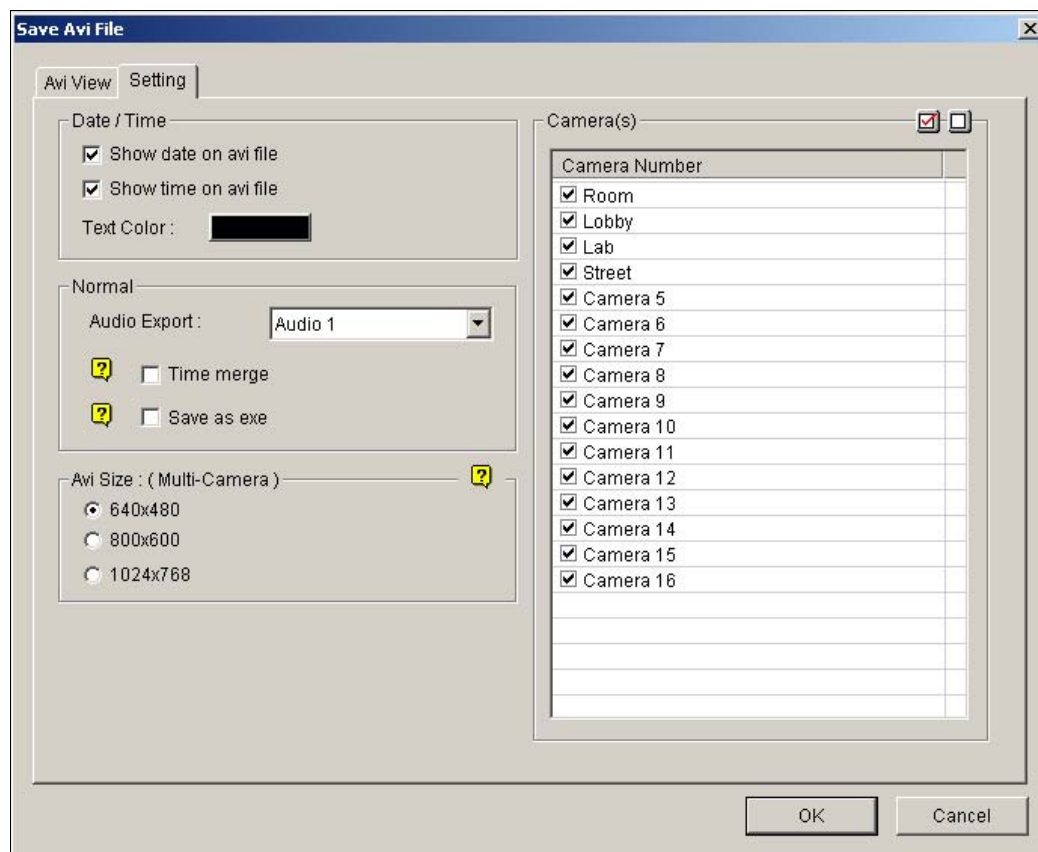 Save Avi File
Avi View
Setting
Date / Time
Show date on avi file
Show time on avi file
Text Color :
Normal
Audio Export :
Audio 1
Time merge
Save as exe
Avi Size : ( Multi-Camera )
640x480
800x600
1024x768
Camera(s)
Camera Number
Room
Lobby
Lab
Street
Camera 5
Camera 6
Camera 7
Camera 8
Camera 9
Camera 10
Camera 11
Camera 12
Camera 13
Camera 14
Camera 15
Camera 16
OK
Cancel